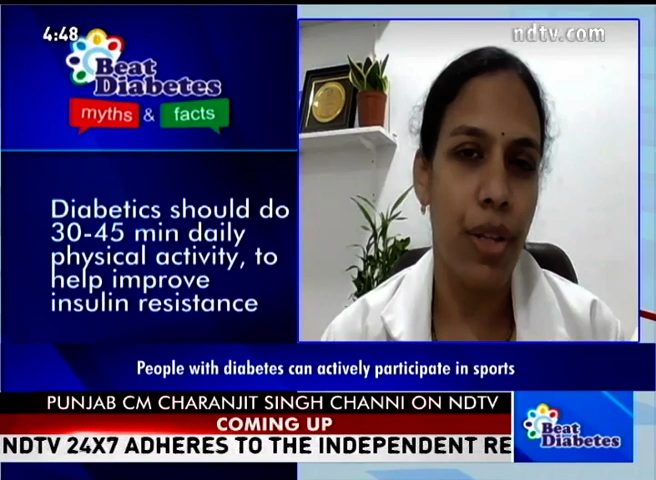 4:48
ndtv.com
Beat
Diabetes
myths & facts
Diabetics should do
30-45 min daily
physical activity, to
help improve
insulin resistance
People with diabetes can actively participate in sports
PUNJAB CM CHARANJIT SINGH CHANNI ON NDTV
COMING UP
NDTV 24X7 ADHERES TO THE INDEPENDENT RE
Beat
Diabetes